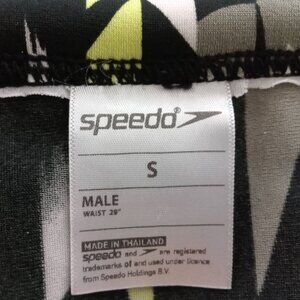 speedo®
S
MALE
WAIST 29"
MADE IN THAILAND
speedo and are registered
trademarks of and used under licence
from Speedo Holdings B.V.